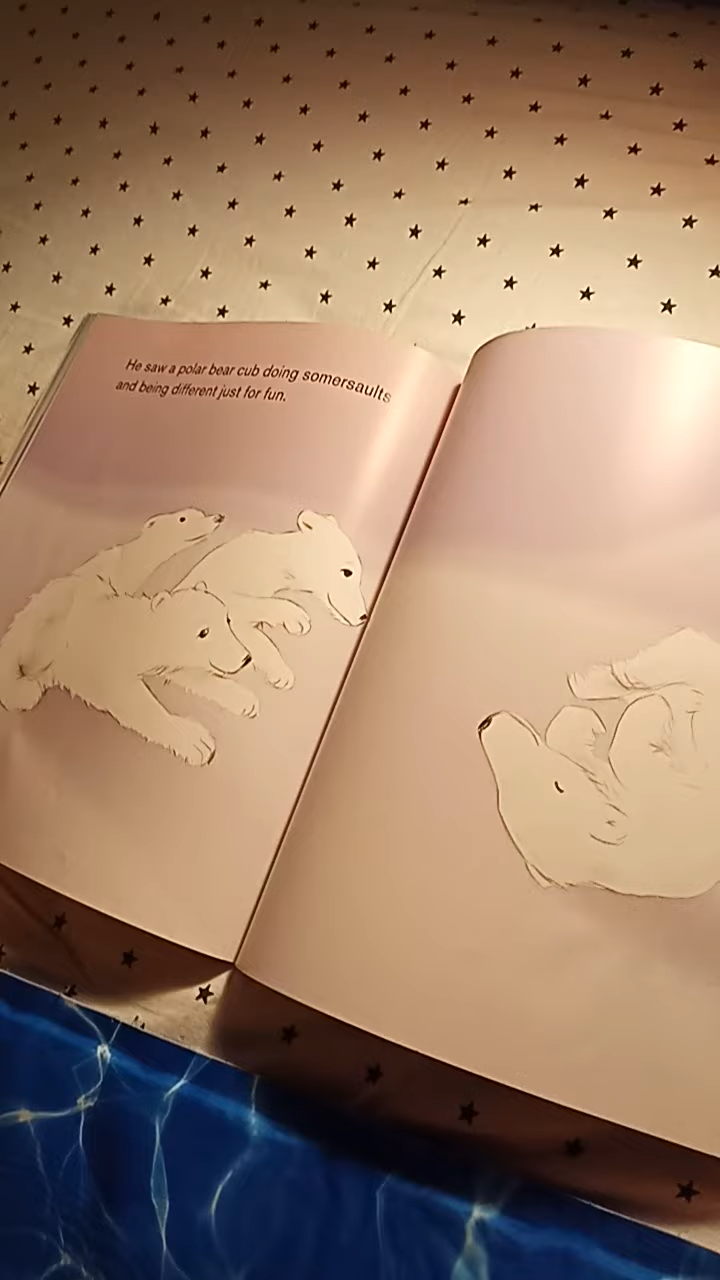 He saw a polar bear cub doing somersaults
and being different just for fun.